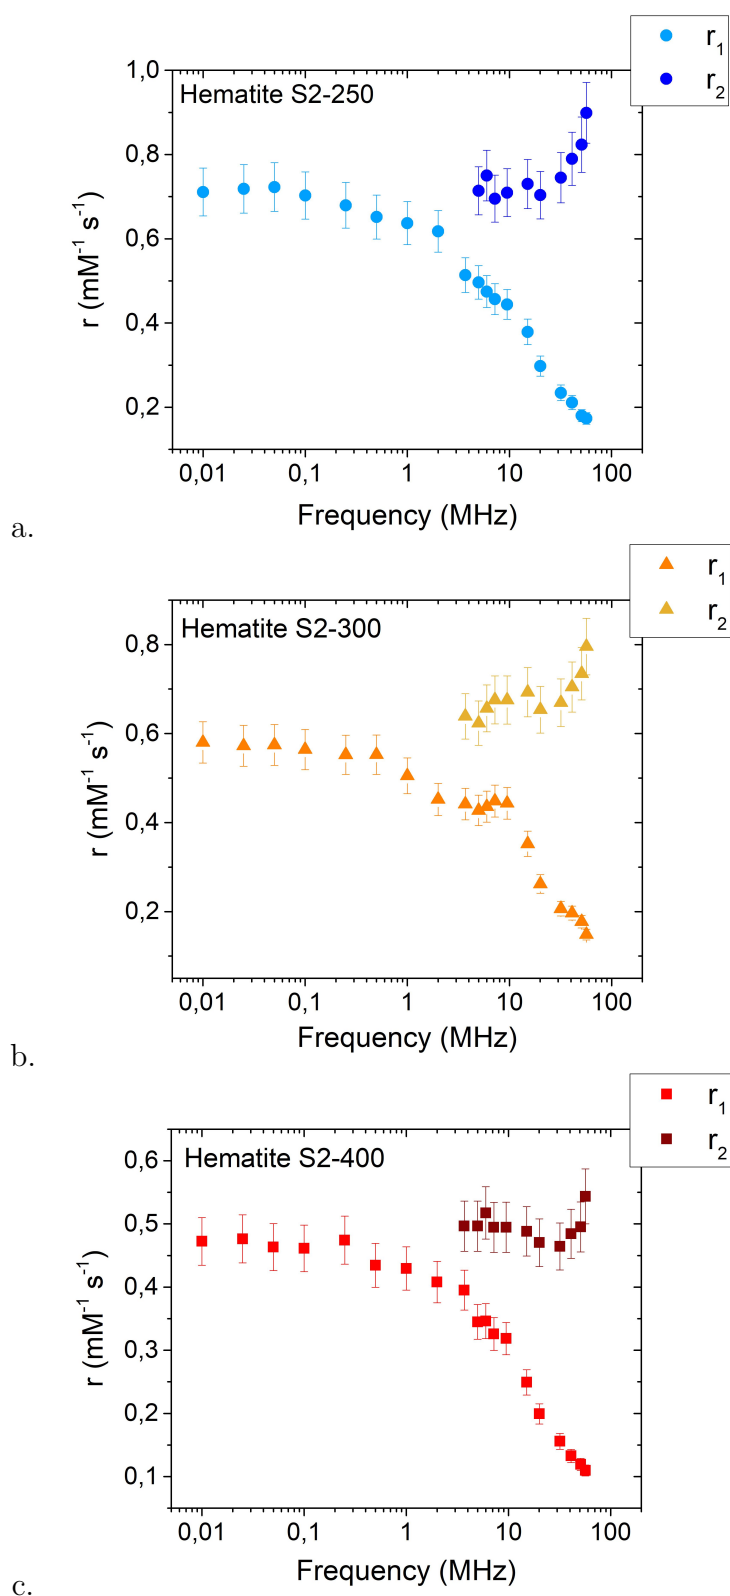 r₁
r₂
Hematite S2-250
1,0
0,8
0,6
0,4
0,2
r (mM⁻¹ s⁻¹)
0,01 0,1 1 10 100
Frequency (MHz)
a.
r₁
r₂
Hematite S2-300
0,8
0,6
0,4
0,2
r (mM⁻¹ s⁻¹)
0,01 0,1 1 10 100
Frequency (MHz)
b.
r₁
r₂
Hematite S2-400
0,6
0,5
0,4
0,3
0,2
0,1
r (mM⁻¹ s⁻¹)
0,01 0,1 1 10 100
Frequency (MHz)
c.